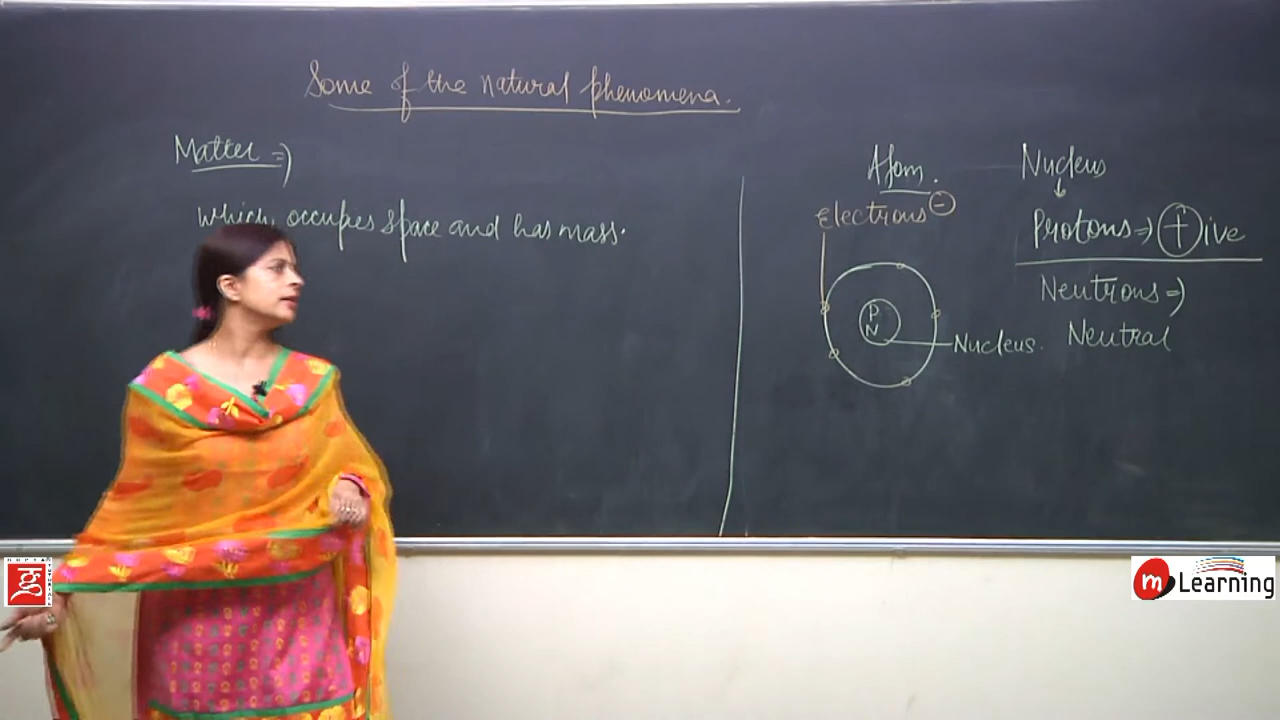 Some of the natural phenomena.
Matter =)
which occupies space and has mass.
Atom.
Electrons ⊖
P
N
Nucleus.
Nucleus
↓
Protons =) ⊕ive
Neutrons =)
Neutral
ग
m Learning